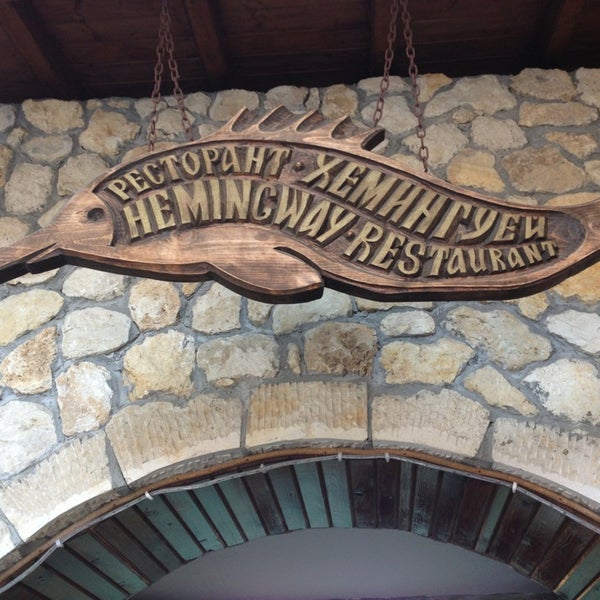 РЕСТОРАНТ · ХЕМИНГУЕЙ
HEMINGWAY · RESTAURANT